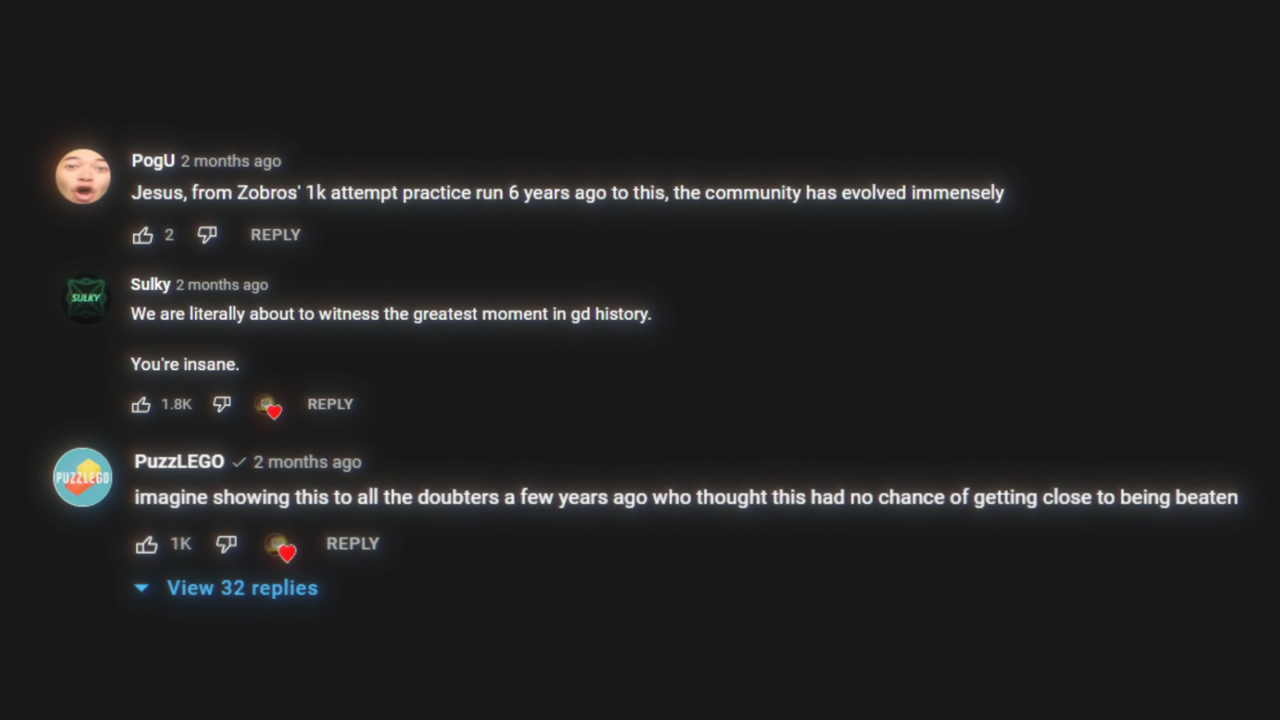 PogU 2 months ago
Jesus, from Zobros' 1k attempt practice run 6 years ago to this, the community has evolved immensely
2 REPLY
SULKY
Sulky 2 months ago
We are literally about to witness the greatest moment in gd history.
You're insane.
1.8K REPLY
PUZZLEGO
PuzzLEGO 2 months ago
imagine showing this to all the doubters a few years ago who thought this had no chance of getting close to being beaten
1K REPLY
View 32 replies